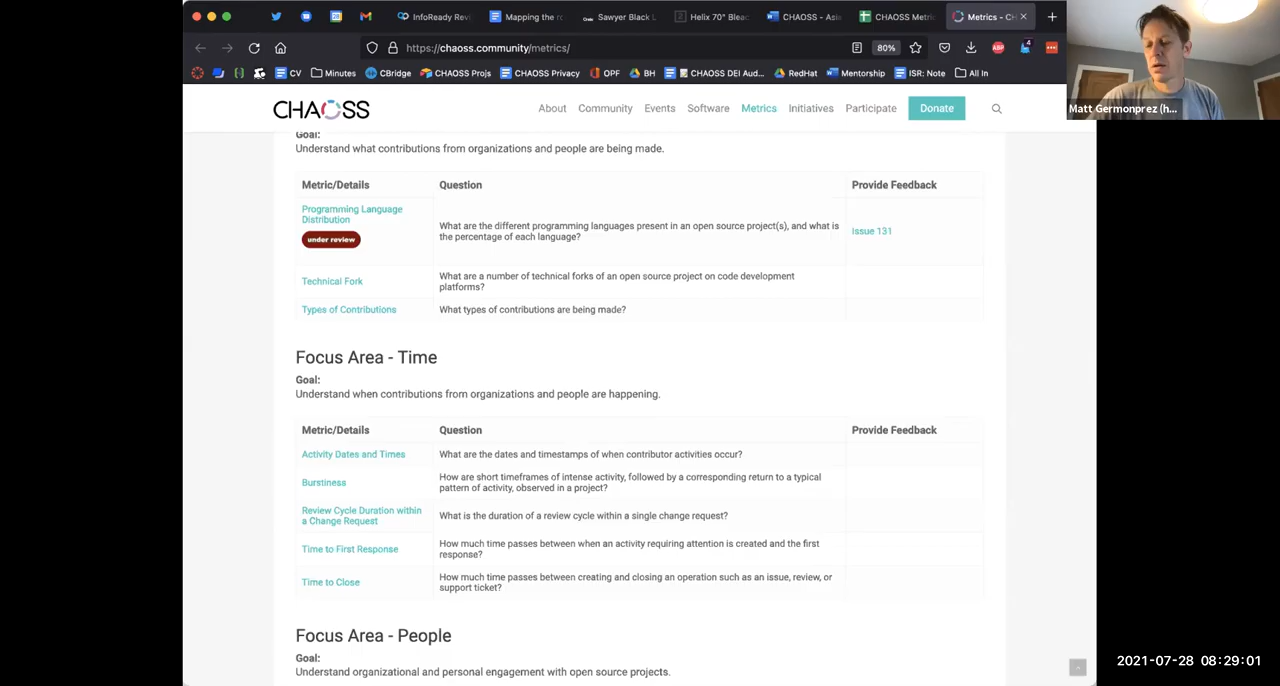 InfoReady Revi
Mapping the ro
Sawyer Black L
Helix 70° Bleac
CHAOSS - Asia
CHAOSS Metric
Metrics - CH
https://chaoss.community/metrics/
80%
4
ABP
CV
Minutes
CBridge
CHAOSS Projs
CHAOSS Privacy
OPF
BH
CHAOSS DEI Aud...
RedHat
Mentorship
ISR: Note
All In
Matt Germonprez (h...
CHAOSS
About
Community
Events
Software
Metrics
Initiatives
Participate
Donate
Goal:
Understand what contributions from organizations and people are being made.
Metric/Details
Question
Provide Feedback
Programming Language
Distribution
under review
What are the different programming languages present in an open source project(s), and what is
the percentage of each language?
Issue 131
Technical Fork
What are a number of technical forks of an open source project on code development
platforms?
Types of Contributions
What types of contributions are being made?
Focus Area - Time
Goal:
Understand when contributions from organizations and people are happening.
Metric/Details
Question
Provide Feedback
Activity Dates and Times
What are the dates and timestamps of when contributor activities occur?
Burstiness
How are short timeframes of intense activity, followed by a corresponding return to a typical
pattern of activity, observed in a project?
Review Cycle Duration within
a Change Request
What is the duration of a review cycle within a single change request?
Time to First Response
How much time passes between when an activity requiring attention is created and the first
response?
Time to Close
How much time passes between creating and closing an operation such as an issue, review, or
support ticket?
Focus Area - People
Goal:
Understand organizational and personal engagement with open source projects.
2021-07-28 08:29:01